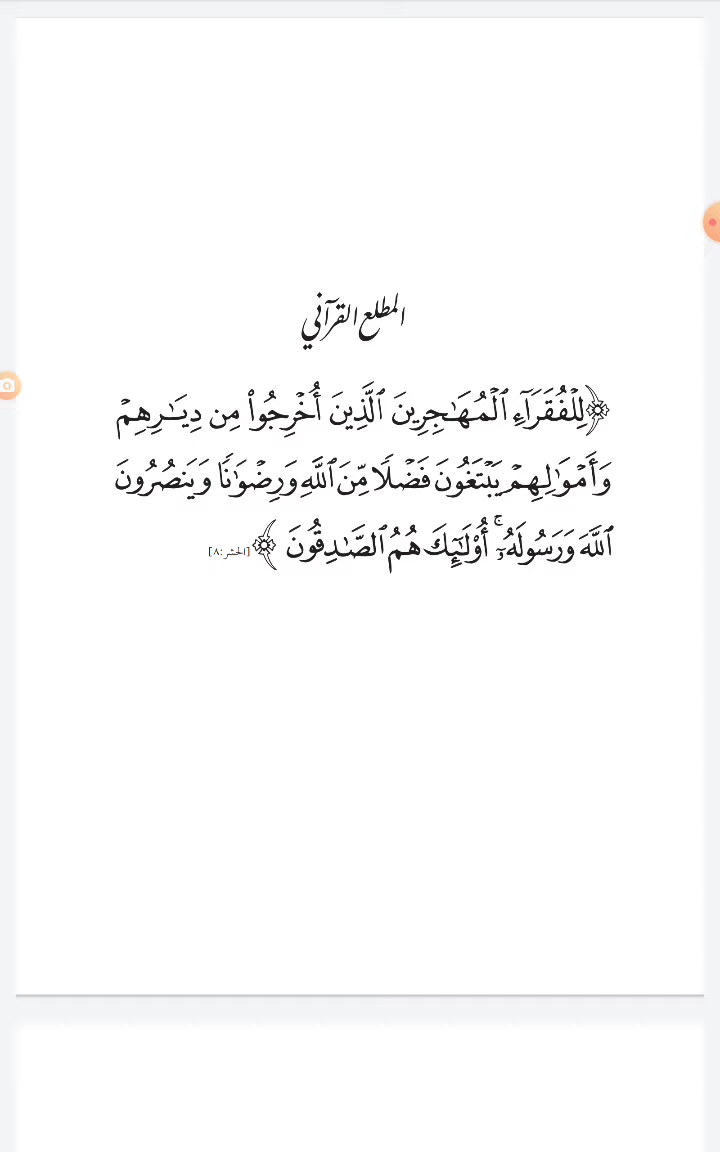 المطلع القرآني
﴿لِلْفُقَرَآءِ ٱلْمُهَـٰجِرِينَ ٱلَّذِينَ أُخْرِجُوا۟ مِن دِيَـٰرِهِمْ
وَأَمْوَٰلِهِمْ يَبْتَغُونَ فَضْلًا مِّنَ ٱللَّهِ وَرِضْوَٰنًا وَيَنصُرُونَ
ٱللَّهَ وَرَسُولَهُۥٓ ۚ أُو۟لَـٰٓئِكَ هُمُ ٱلصَّـٰدِقُونَ ﴾ [الحشر:٨]